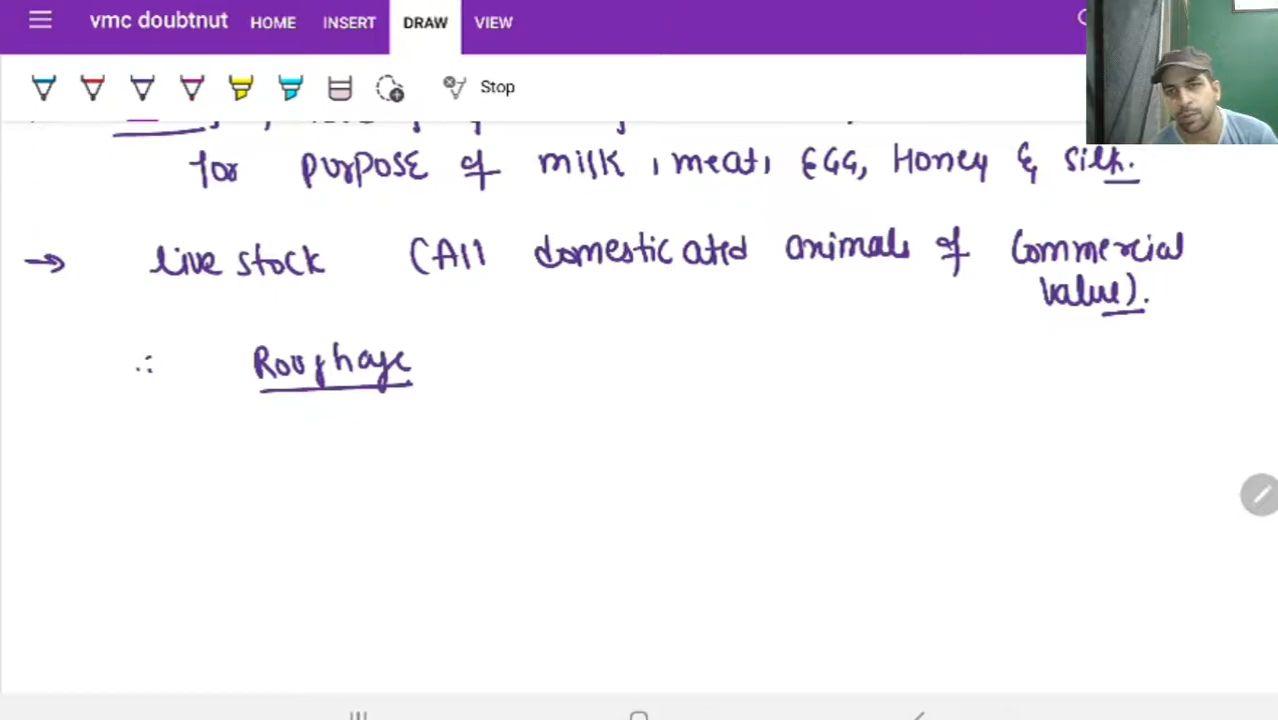 vmc doubtnut HOME INSERT DRAW VIEW
Stop
for purpose of milk, meat, EGG, Honey & Silk.
→ live stock (All domesticated animals of Commercial
value).
∴ Roughage